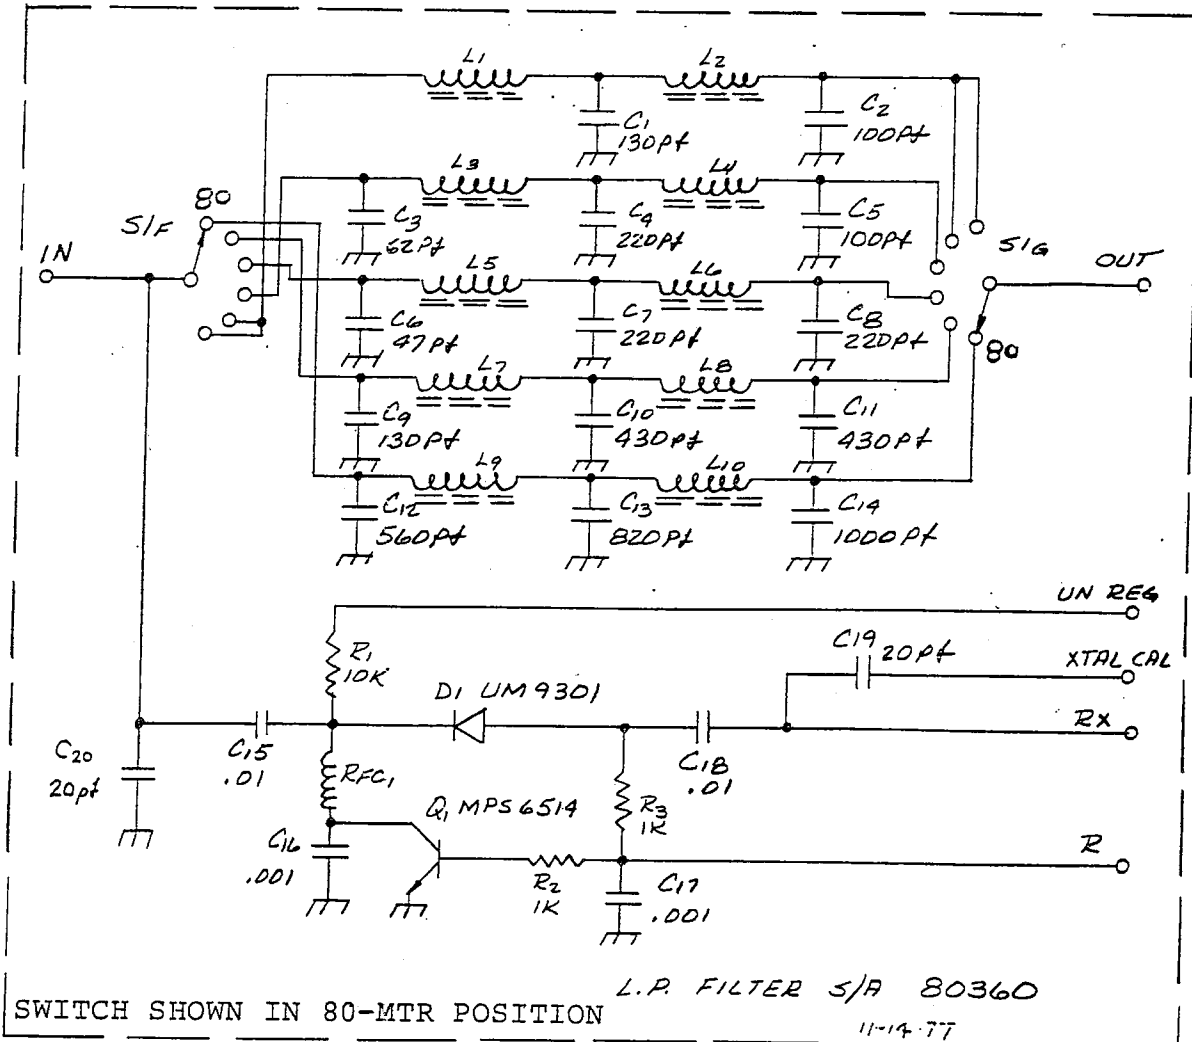 L1
L2
C1
130Pf
C2
100Pf
L3
L4
80
S1F
C3
62Pf
C4
220Pf
C5
100Pf
S1G
IN
OUT
L5
L6
C6
47Pf
C7
220Pf
C8
220Pf
80
L7
L8
C9
130Pf
C10
430Pf
C11
430Pf
L9
L10
C12
560Pf
C13
820Pf
C14
1000Pf
UN REG
R1
10K
C19 20Pf
XTAL CAL
D1 UM9301
RX
C20
20pf
C15
.01
C18
.01
RFC1
Q1 MPS6514
R3
1K
C16
.001
R
R2
1K
C17
.001
L.P. FILTER S/A 80360
SWITCH SHOWN IN 80-MTR POSITION
11-14-77